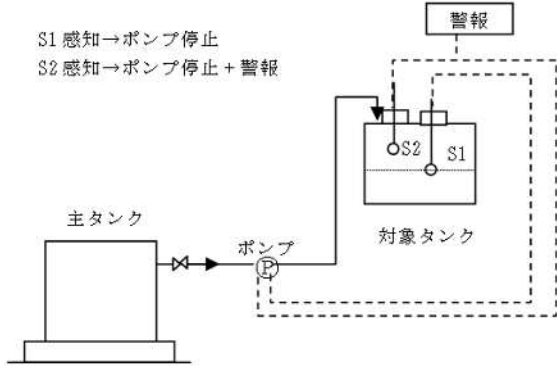 警報
S1感知→ポンプ停止
S2感知→ポンプ停止+警報
S2
S1
主タンク
ポンプ
対象タンク
P